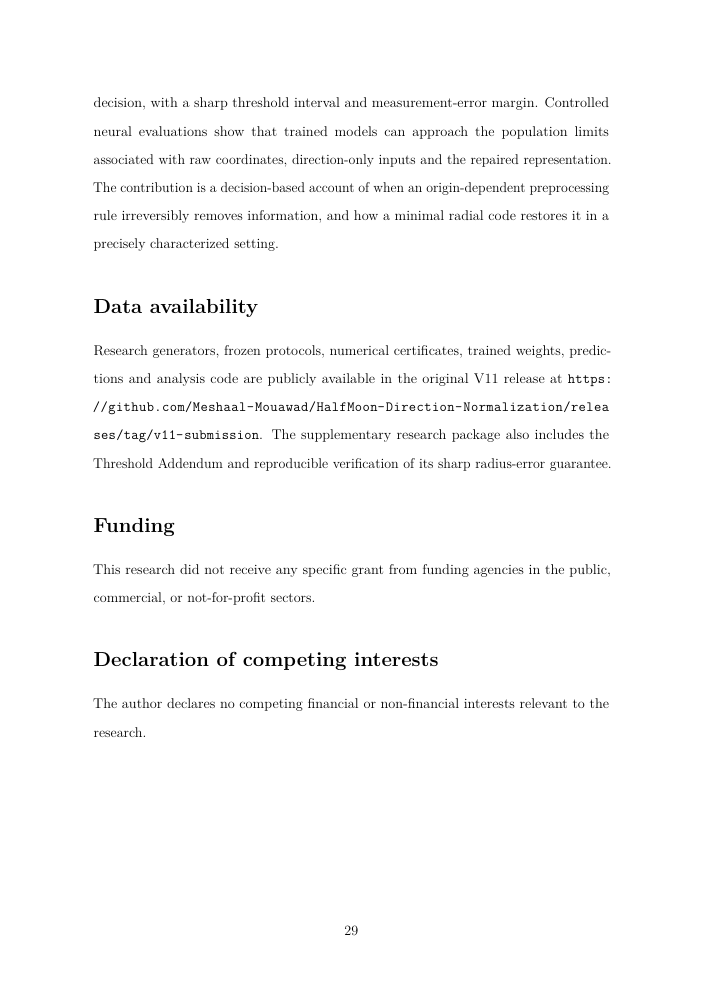 decision, with a sharp threshold interval and measurement-error margin. Controlled
neural evaluations show that trained models can approach the population limits
associated with raw coordinates, direction-only inputs and the repaired representation.
The contribution is a decision-based account of when an origin-dependent preprocessing
rule irreversibly removes information, and how a minimal radial code restores it in a
precisely characterized setting.
Data availability
Research generators, frozen protocols, numerical certificates, trained weights, predic-
tions and analysis code are publicly available in the original V11 release at https:
//github.com/Meshaal-Mouawad/HalfMoon-Direction-Normalization/relea
ses/tag/v11-submission. The supplementary research package also includes the
Threshold Addendum and reproducible verification of its sharp radius-error guarantee.
Funding
This research did not receive any specific grant from funding agencies in the public,
commercial, or not-for-profit sectors.
Declaration of competing interests
The author declares no competing financial or non-financial interests relevant to the
research.
29